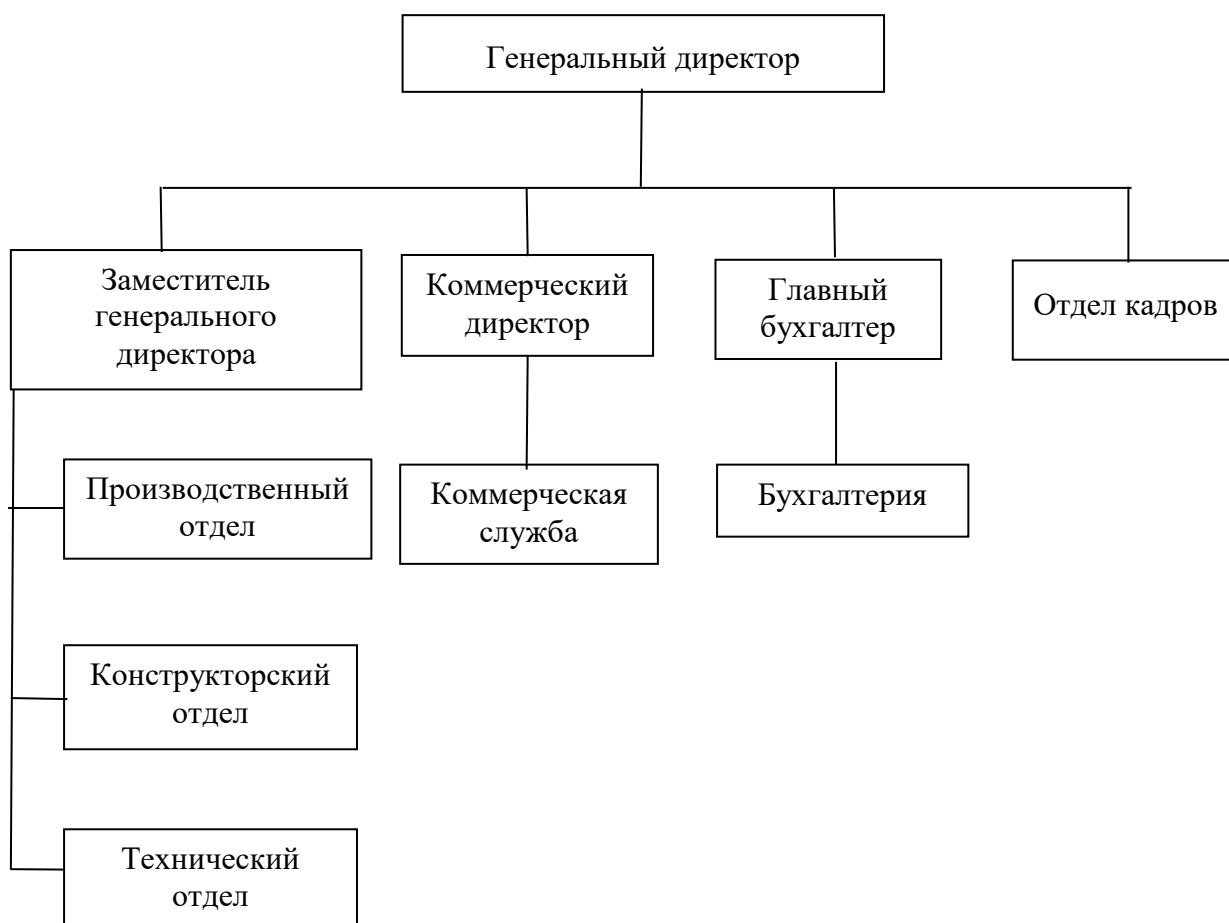 Генеральный директор
Заместитель
генерального
директора
Коммерческий
директор
Главный
бухгалтер
Отдел кадров
Производственный
отдел
Коммерческая
служба
Бухгалтерия
Конструкторский
отдел
Технический
отдел